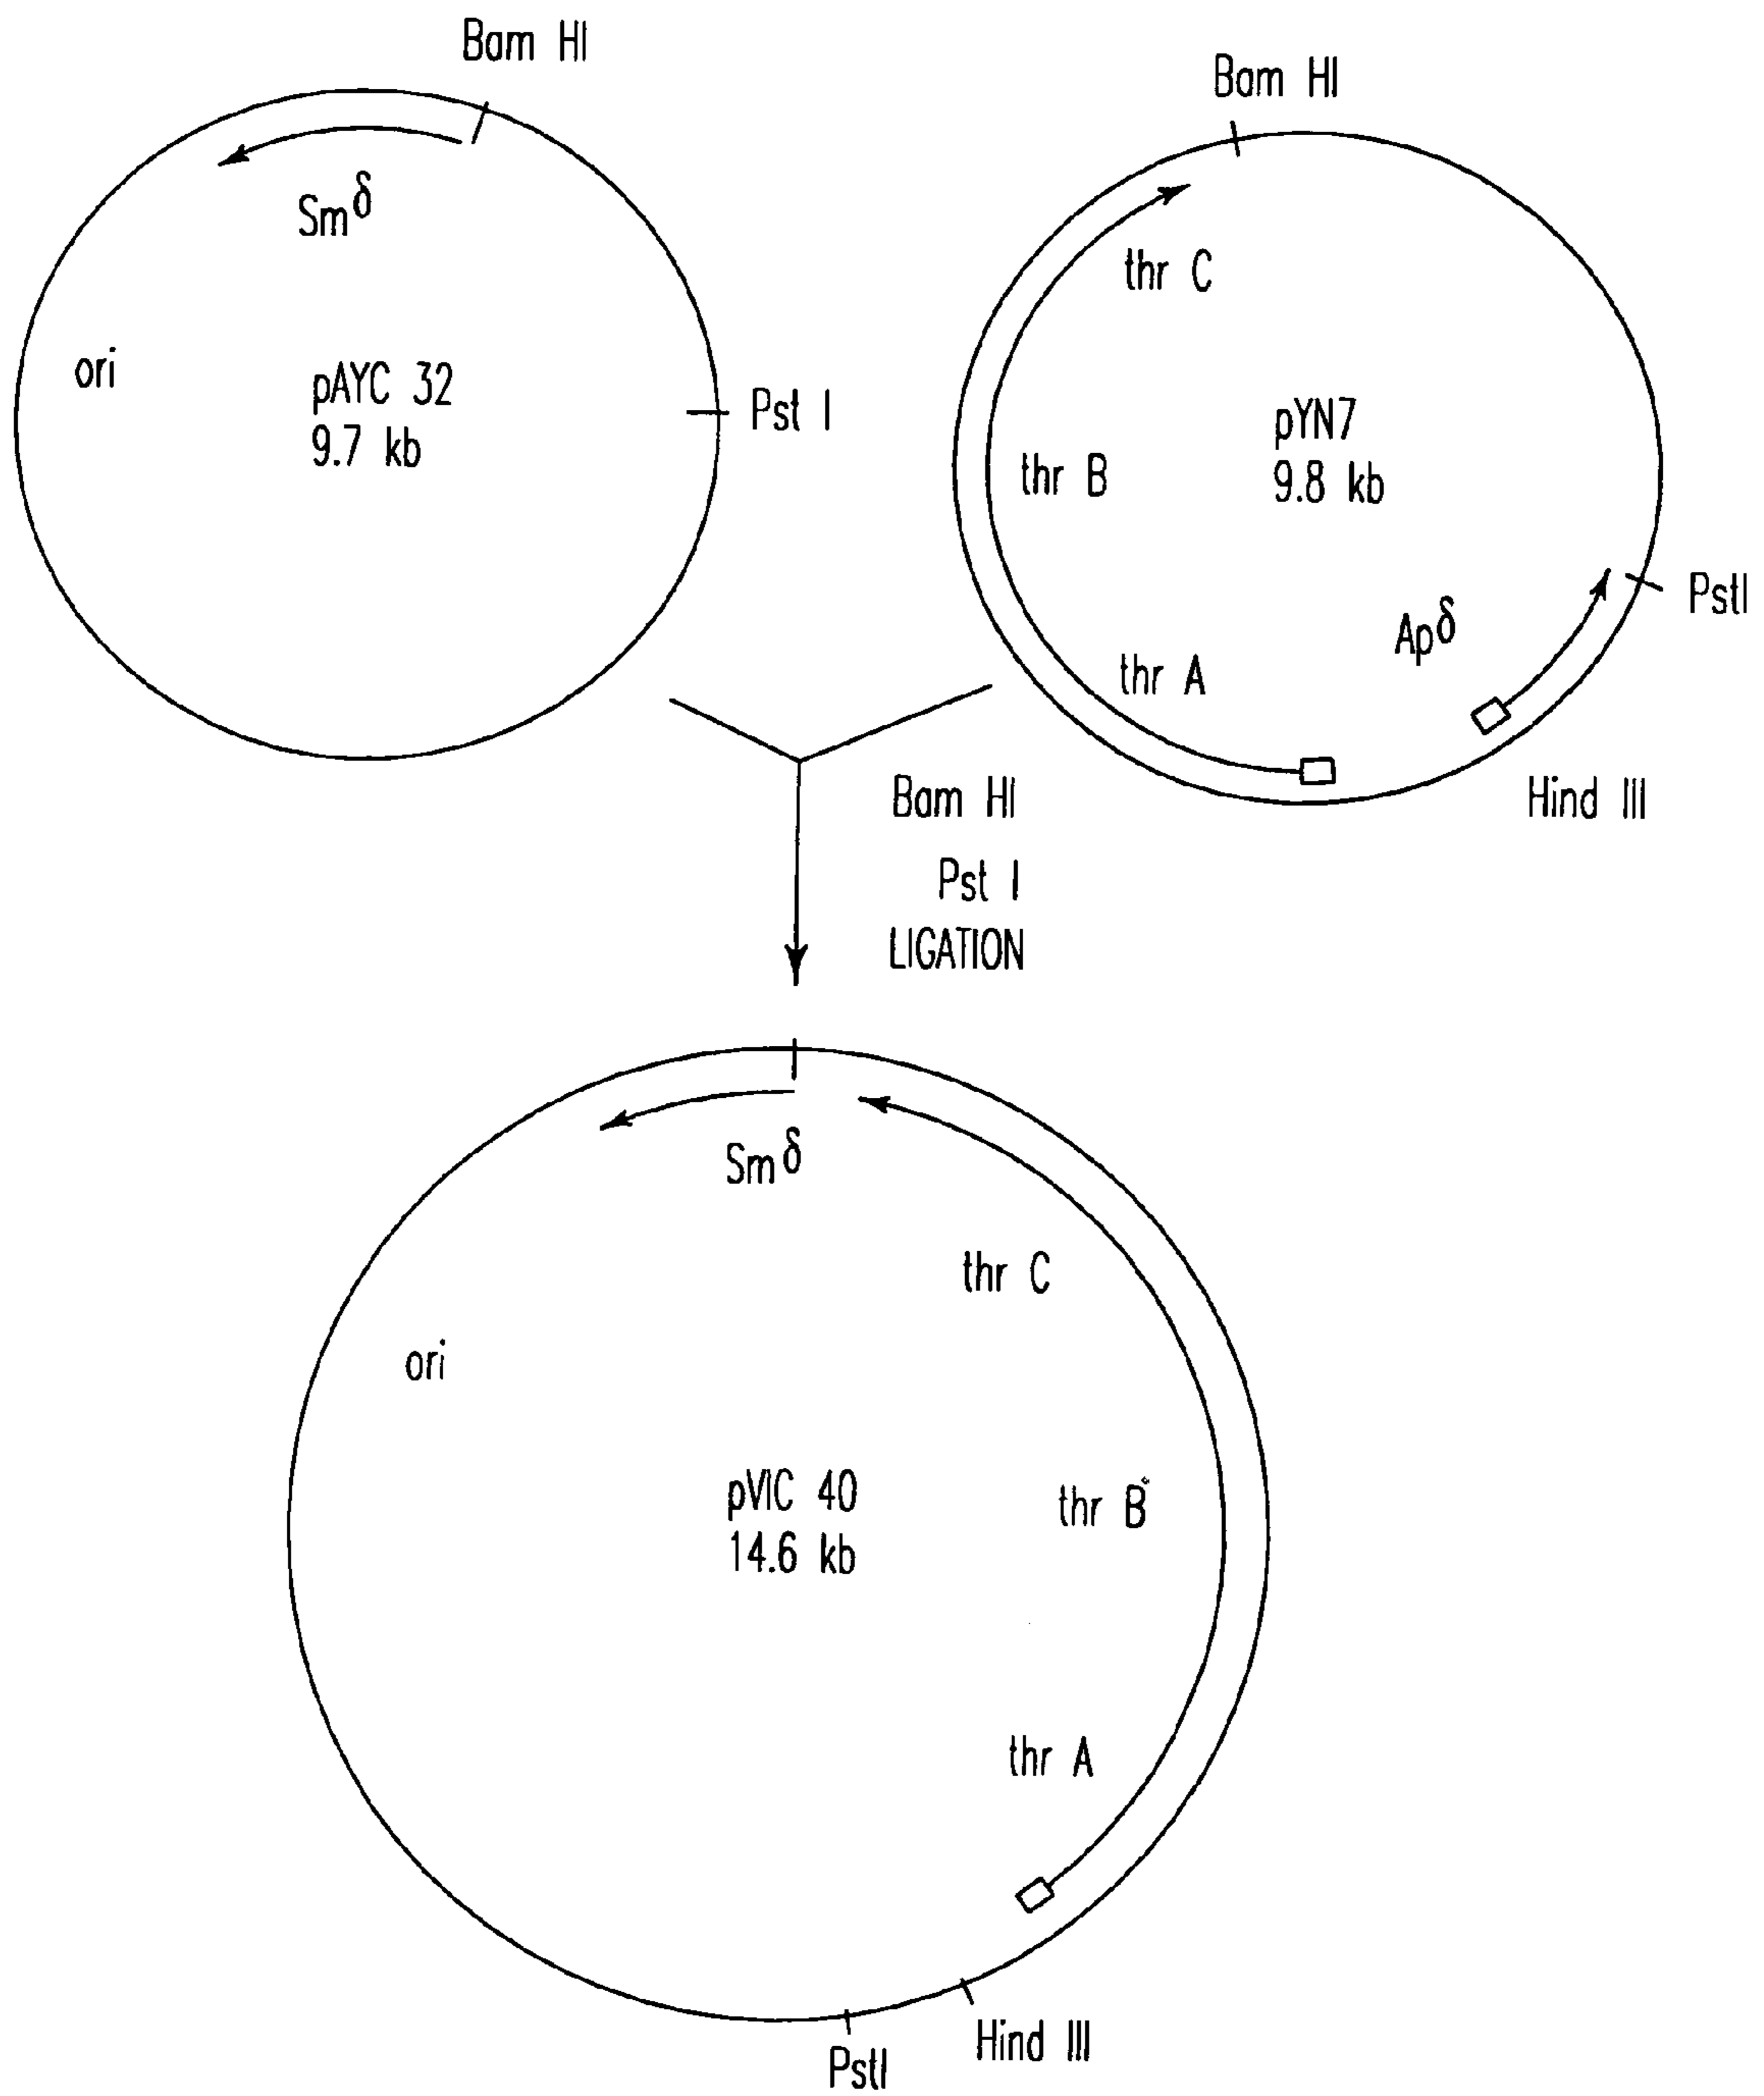 Bam HI
Smδ
ori
pAYC 32
9.7 kb
Pst I
Bam HI
thr C
thr B
pYN7
9.8 kb
thr A
Apδ
PstI
Hind III
Bam HI
Pst I
LIGATION
Smδ
thr C
ori
pVIC 40
14.6 kb
thr B
thr A
Hind III
PstI